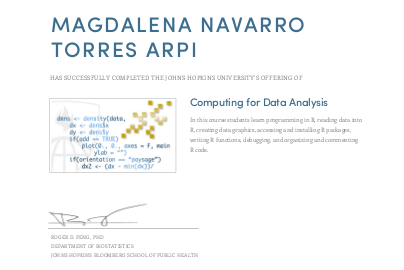 MAGDALENA NAVARRO
TORRES ARPI
HAS SUCCESSFULLY COMPLETED THE JOHNS HOPKINS UNIVERSITY'S OFFERING OF
Computing for Data Analysis
In this course students learn programming in R, reading data into
R, creating data graphics, accessing and installing R packages,
writing R functions, debugging, and organizing and commenting
R code.
dens <- density(data,
dx <- dens$x
dy <- dens$y
if(add == TRUE)
plot(0., 0., axes = F, main
ylab = "")
if(orientation == "paysage")
dx2 <- (dx - min(dx))/
ROGER D. PENG, PHD
DEPARTMENT OF BIOSTATISTICS
JOHNS HOPKINS BLOOMBERG SCHOOL OF PUBLIC HEALTH